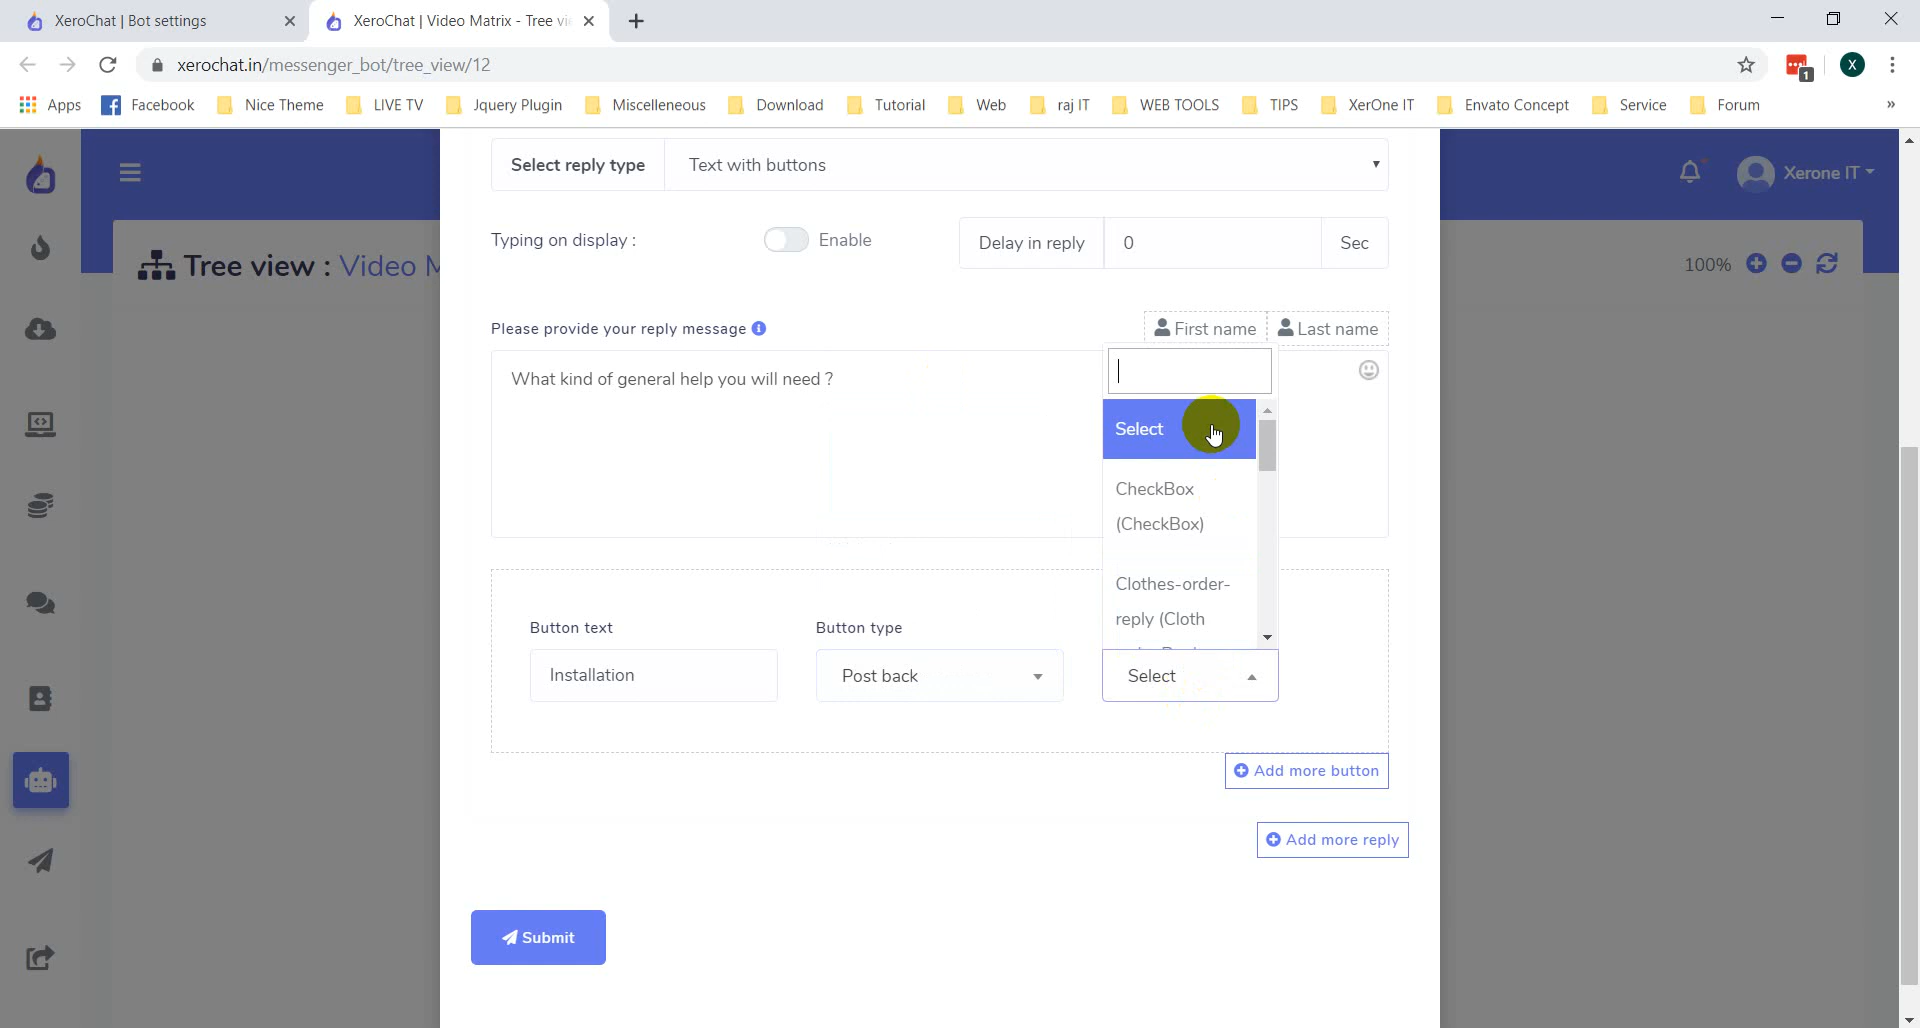 XeroChat | Bot settings
XeroChat | Video Matrix - Tree vi
xerochat.in/messenger_bot/tree_view/12
1
X
Apps Facebook Nice Theme LIVE TV Jquery Plugin Miscelleneous Download Tutorial Web raj IT WEB TOOLS TIPS XerOne IT Envato Concept Service Forum »
Select reply type Text with buttons
Xerone IT
Typing on display : Enable Delay in reply 0 Sec
Tree view : Video M
100%
Please provide your reply message First name Last name
What kind of general help you will need ?
Select
CheckBox
(CheckBox)
Clothes-order-
reply (Cloth
Button text Button type
Installation Post back Select
Add more button
Add more reply
Submit